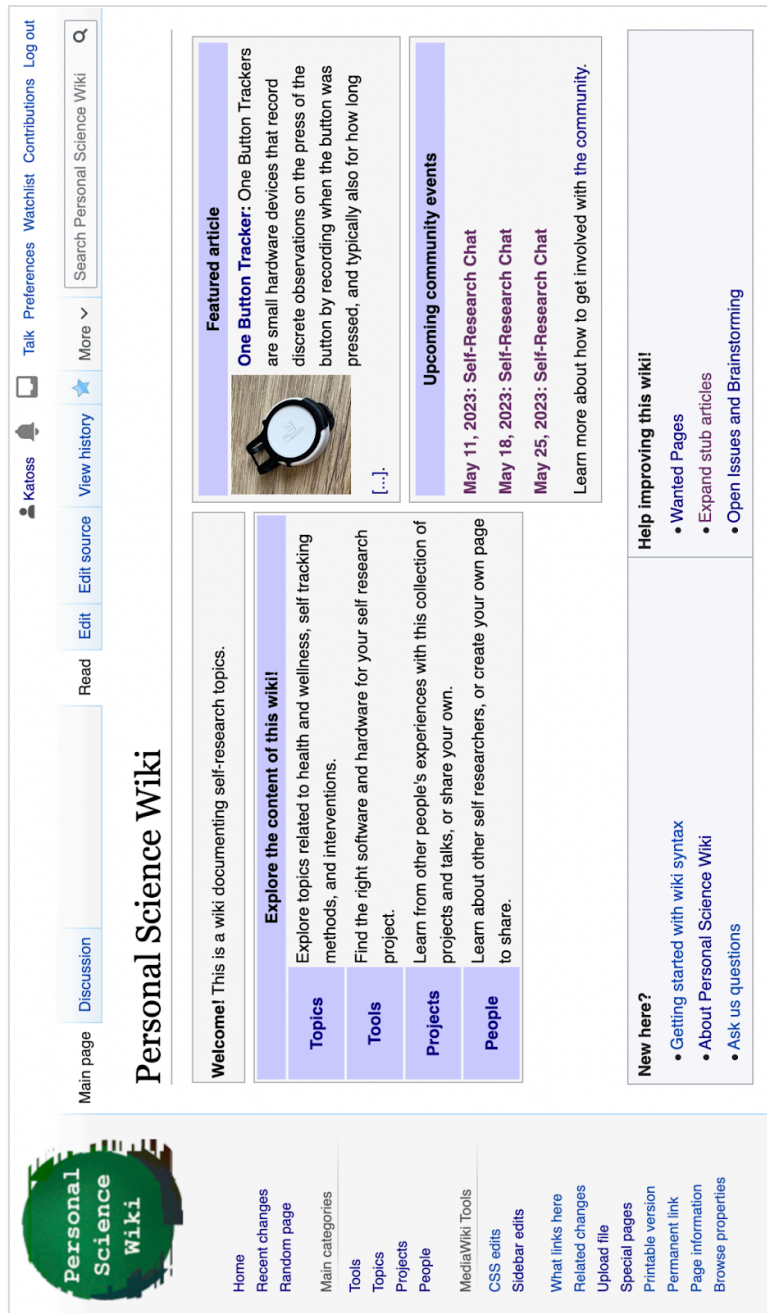 Personal
Science
Wiki
Katoss
Talk
Preferences
Watchlist
Contributions
Log out
Main page
Discussion
Read
Edit
Edit source
View history
More
Search Personal Science Wiki
Home
Recent changes
Random page
Main categories
Tools
Topics
Projects
People
MediaWiki Tools
CSS edits
Sidebar edits
What links here
Related changes
Upload file
Special pages
Printable version
Permanent link
Page information
Browse properties
Personal Science Wiki
Welcome! This is a wiki documenting self-research topics.
Explore the content of this wiki!
Topics
Explore topics related to health and wellness, self tracking
methods, and interventions.
Tools
Find the right software and hardware for your self research
project.
Projects
Learn from other people's experiences with this collection of
projects and talks, or share your own.
People
Learn about other self researchers, or create your own page
to share.
Featured article
One Button Tracker: One Button Trackers
are small hardware devices that record
discrete observations on the press of the
button by recording when the button was
pressed, and typically also for how long
[...].
Upcoming community events
May 11, 2023: Self-Research Chat
May 18, 2023: Self-Research Chat
May 25, 2023: Self-Research Chat
Learn more about how to get involved with the community.
New here?
• Getting started with wiki syntax
• About Personal Science Wiki
• Ask us questions
Help improving this wiki!
• Wanted Pages
• Expand stub articles
• Open Issues and Brainstorming